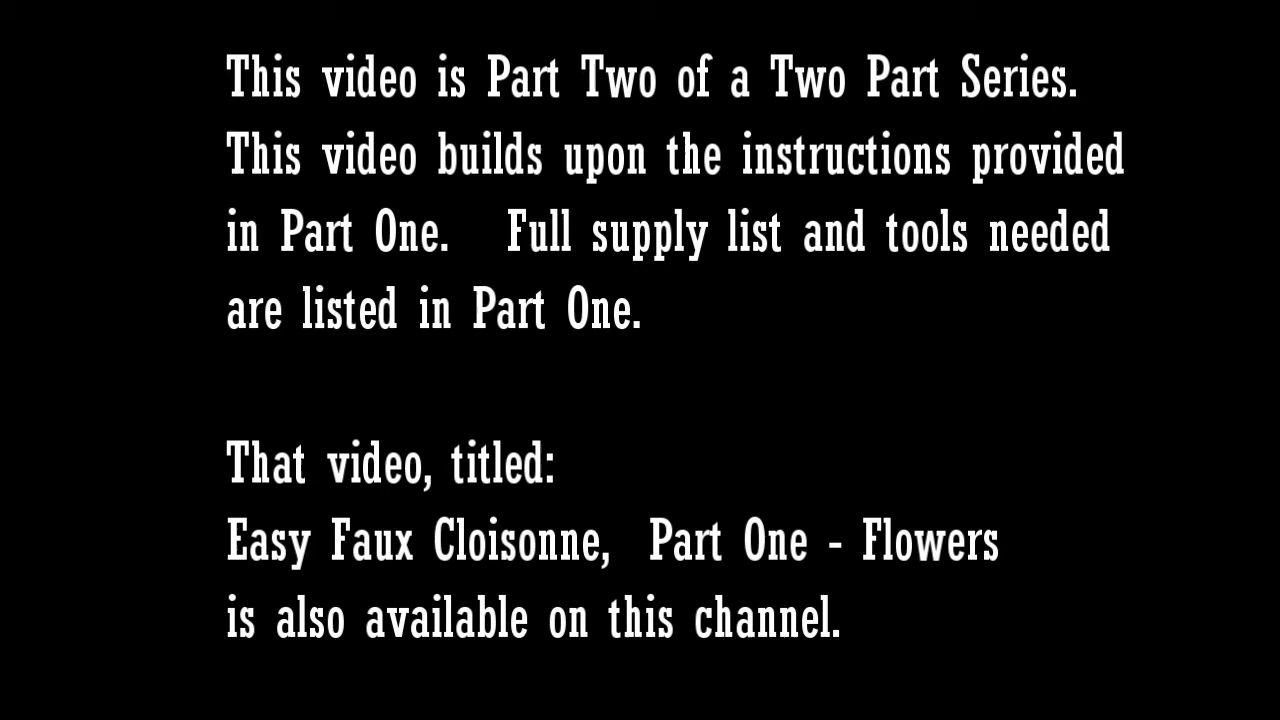 This video is Part Two of a Two Part Series.
This video builds upon the instructions provided
in Part One. Full supply list and tools needed
are listed in Part One.
That video, titled:
Easy Faux Cloisonne, Part One - Flowers
is also available on this channel.